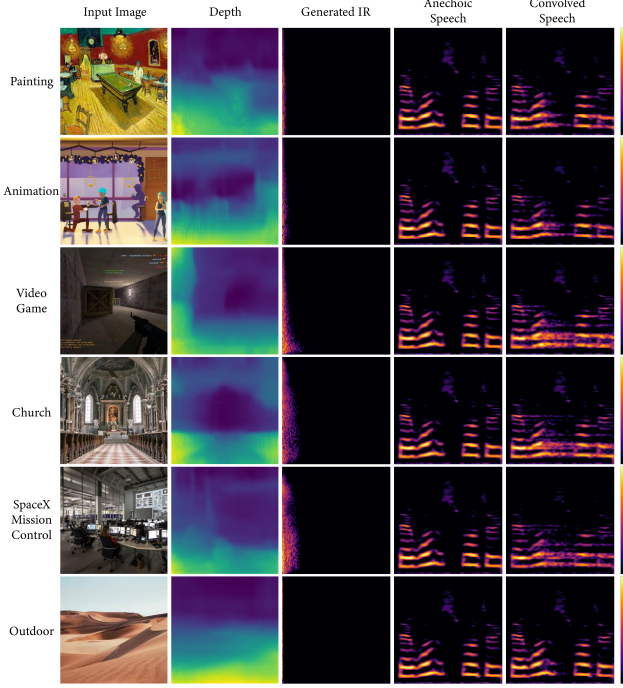 Input Image
Depth
Generated IR
Anechoic
Speech
Convolved
Speech
Painting
Animation
Video
Game
Church
SpaceX
Mission
Control
Outdoor